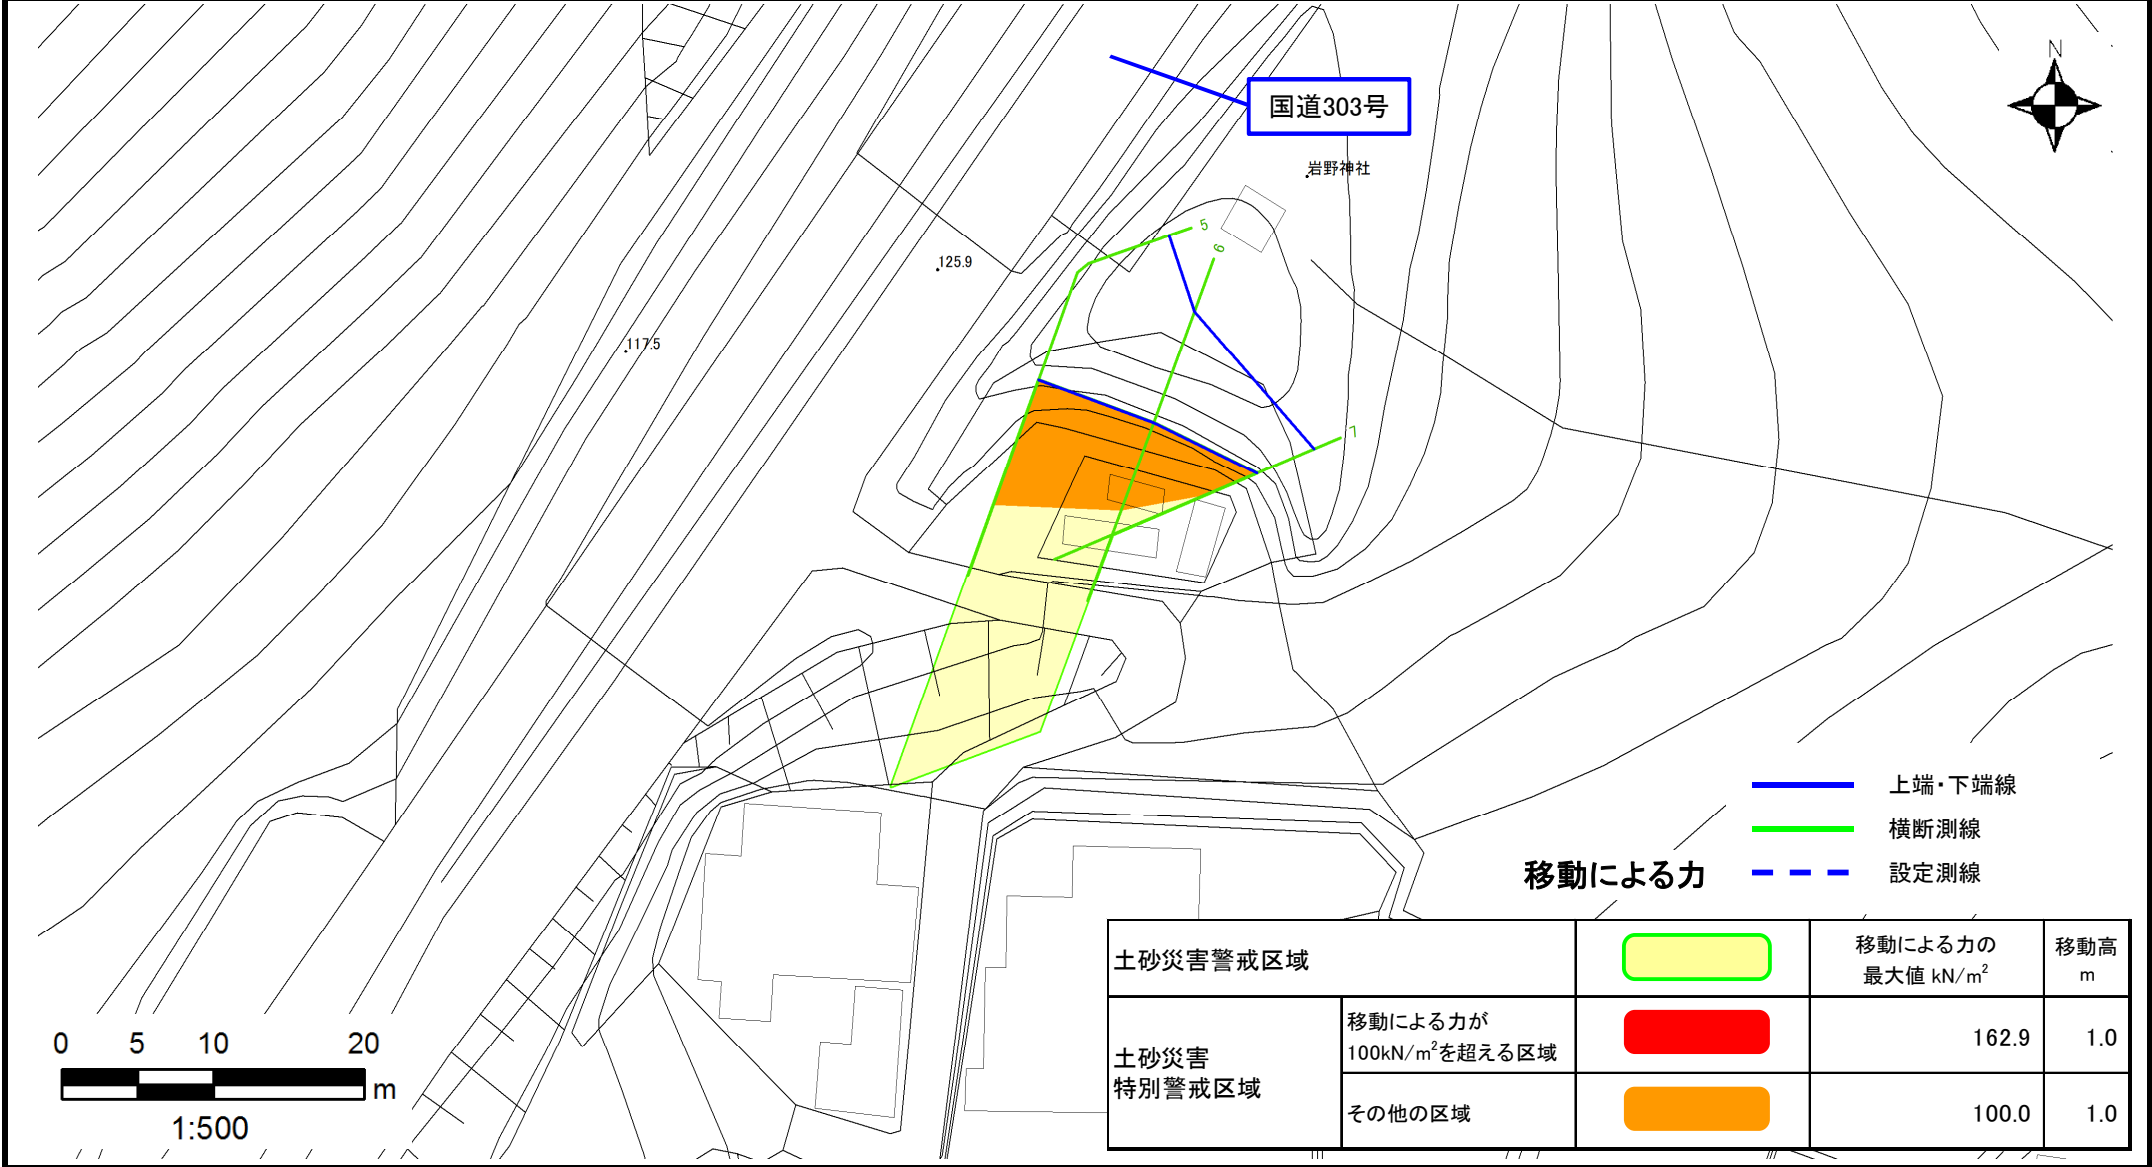 N
国道303号
岩野神社
5
6
125.9
117.5
7
上端・下端線
横断測線
設定測線
移動による力
土砂災害警戒区域
移動による力の
最大値 kN/m²
移動高
m
土砂災害
特別警戒区域
移動による力が
100kN/m²を超える区域
162.9
1.0
その他の区域
100.0
1.0
0 5 10 20
m
1:500